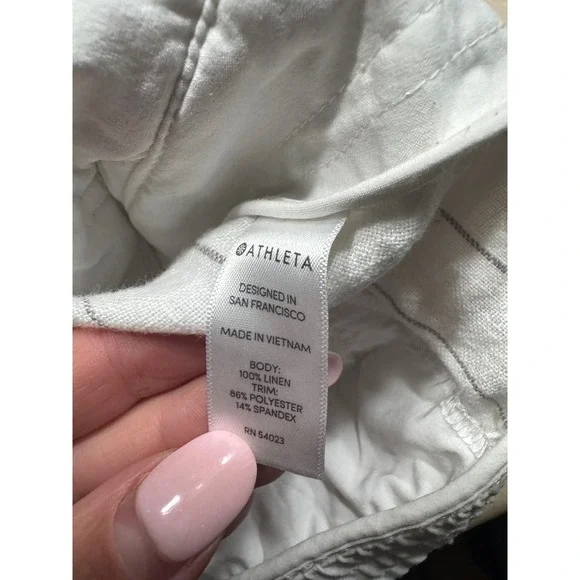 ATHLETA
DESIGNED IN
SAN FRANCISCO
MADE IN VIETNAM
BODY:
100% LINEN
TRIM:
86% POLYESTER
14% SPANDEX
RN 54023